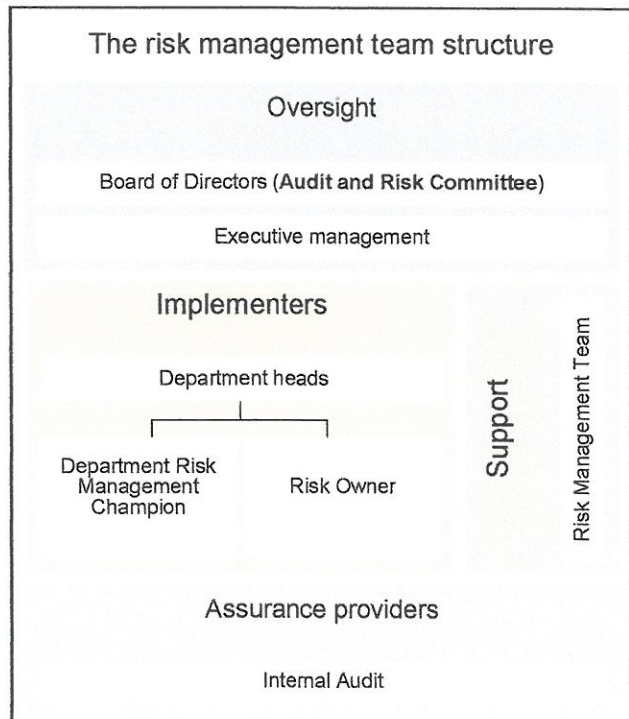 The risk management team structure
Oversight
Board of Directors (Audit and Risk Committee)
Executive management
Implementers
Department heads
Department Risk
Management
Champion
Risk Owner
Support
Risk Management Team
Assurance providers
Internal Audit